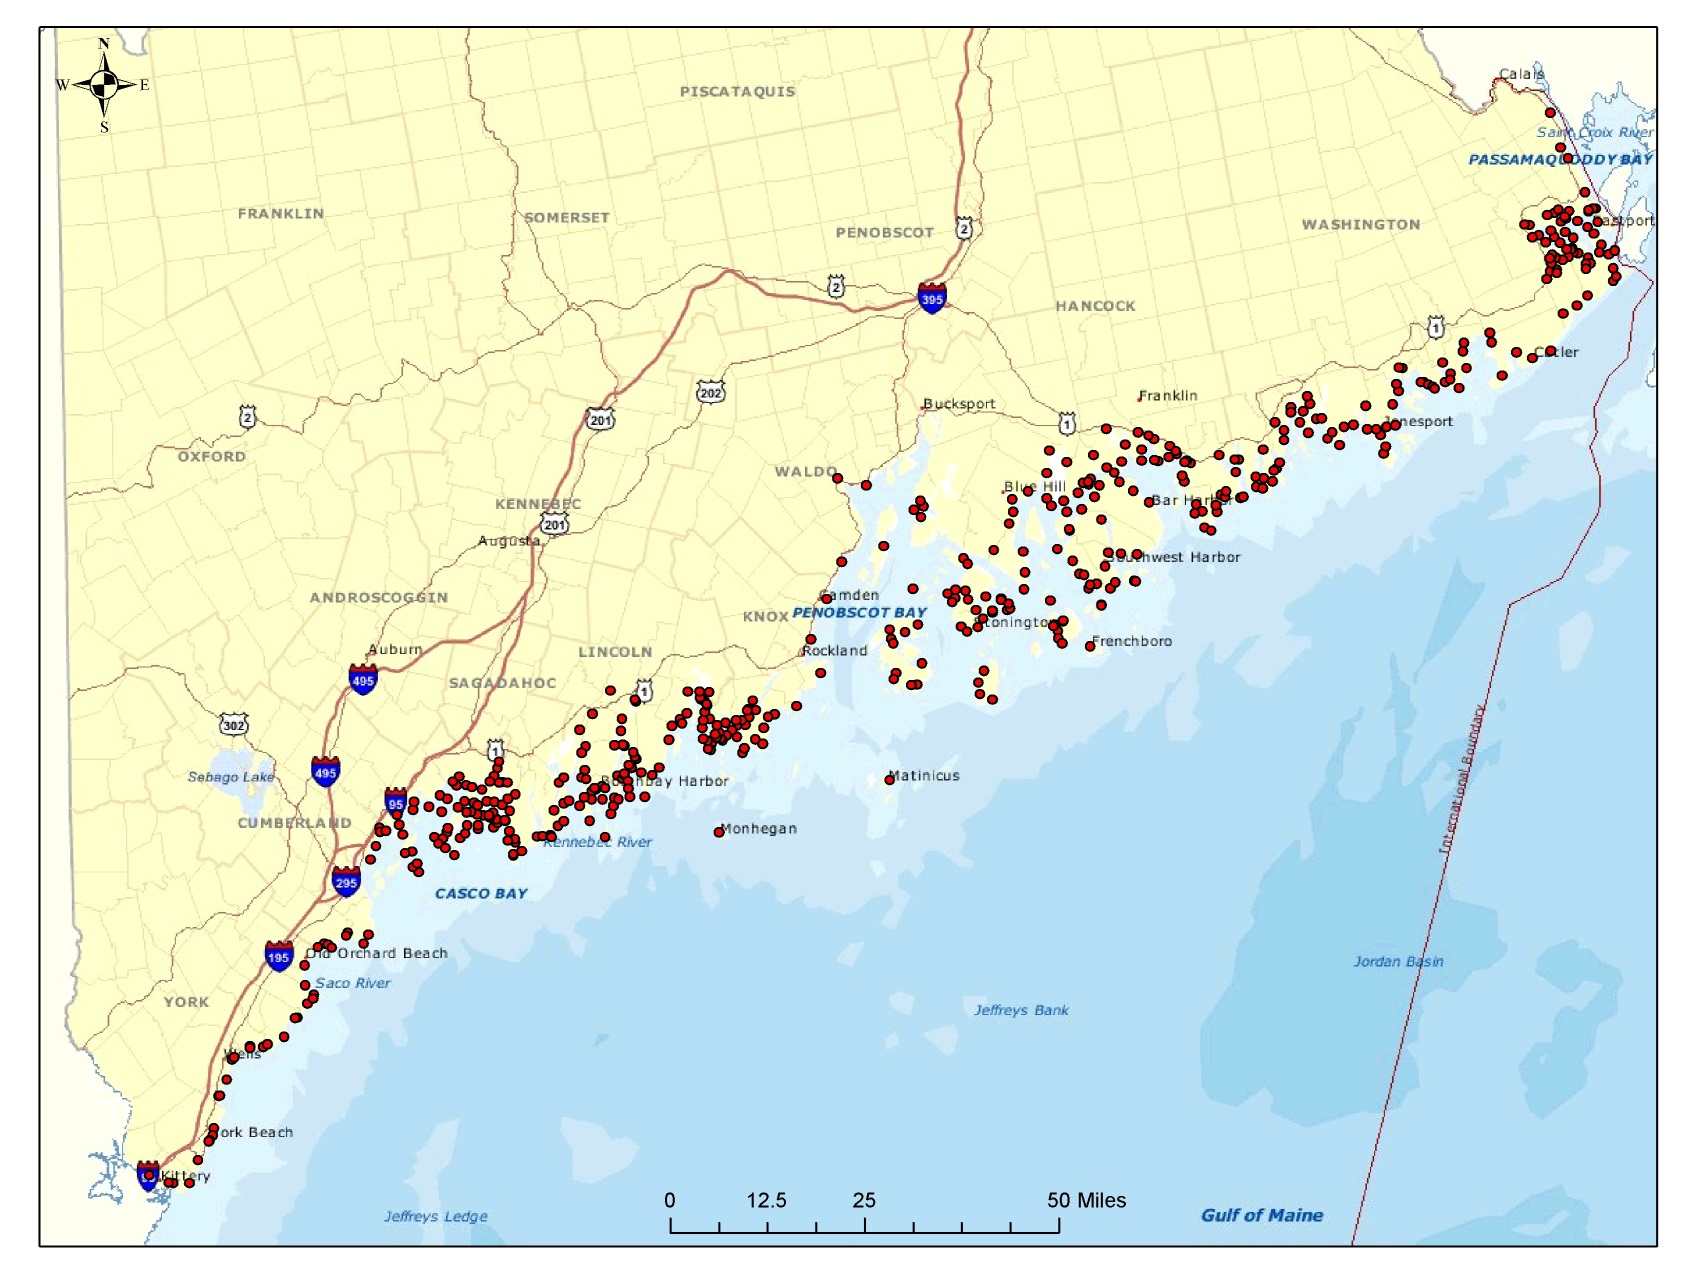 N
W E
S
Calais
PISCATAQUIS
Saint Croix River
PASSAMAQUODDY BAY
FRANKLIN
SOMERSET
PENOBSCOT
2
WASHINGTON
Eastport
2
395
HANCOCK
1
Cutler
202
Franklin
Bucksport
2
201
1
Jonesport
OXFORD
WALDO
Blue Hill
Bar Harbor
KENNEBEC
201
Augusta
Southwest Harbor
ANDROSCOGGIN
Camden
KNOX
PENOBSCOT BAY
Stonington
Auburn
LINCOLN
Rockland
Frenchboro
495
SAGADAHOC
1
302
1
495
Sebago Lake
Boothbay Harbor
Matinicus
95
CUMBERLAND
Monhegan
Kennebec River
International Boundary
295
CASCO BAY
195
Old Orchard Beach
Jordan Basin
Saco River
YORK
Jeffreys Bank
Wells
York Beach
Kittery
0 12.5 25 50 Miles
Jeffreys Ledge
Gulf of Maine